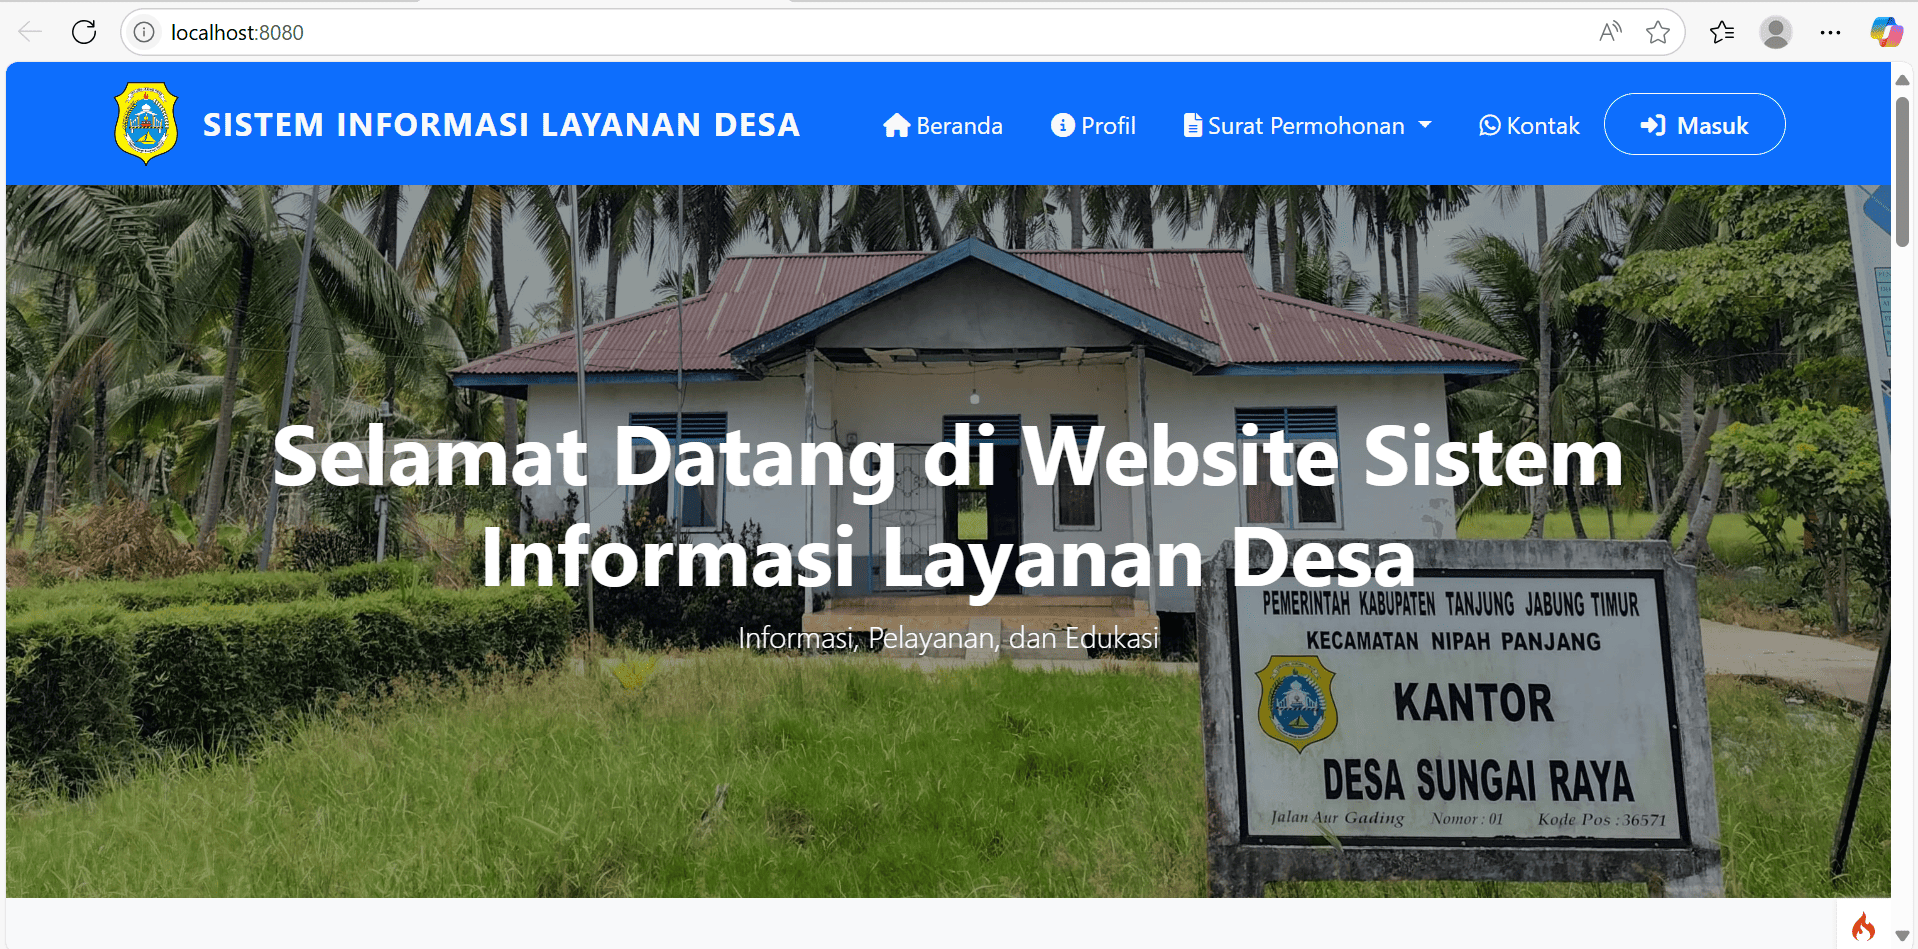 localhost:8080
SISTEM INFORMASI LAYANAN DESA
Beranda
Profil
Surat Permohonan
Kontak
Masuk
Selamat Datang di Website Sistem
Informasi Layanan Desa
Informasi, Pelayanan, dan Edukasi
PEMERINTAH KABUPATEN TANJUNG JABUNG TIMUR
KECAMATAN NIPAH PANJANG
KANTOR
DESA SUNGAI RAYA
Jalan Aur Gading Nomor : 01 Kode Pos : 36571